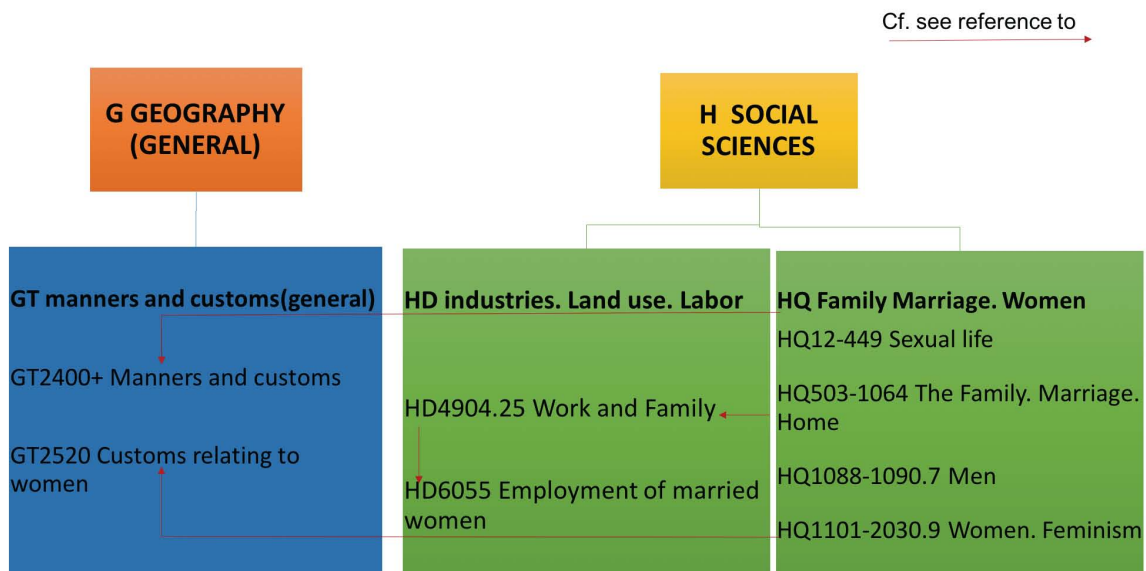 Cf. see reference to
G GEOGRAPHY
(GENERAL)
H SOCIAL
SCIENCES
GT manners and customs(general)
GT2400+ Manners and customs
GT2520 Customs relating to
women
HD industries. Land use. Labor
HD4904.25 Work and Family
HD6055 Employment of married
women
HQ Family Marriage. Women
HQ12-449 Sexual life
HQ503-1064 The Family. Marriage.
Home
HQ1088-1090.7 Men
HQ1101-2030.9 Women. Feminism